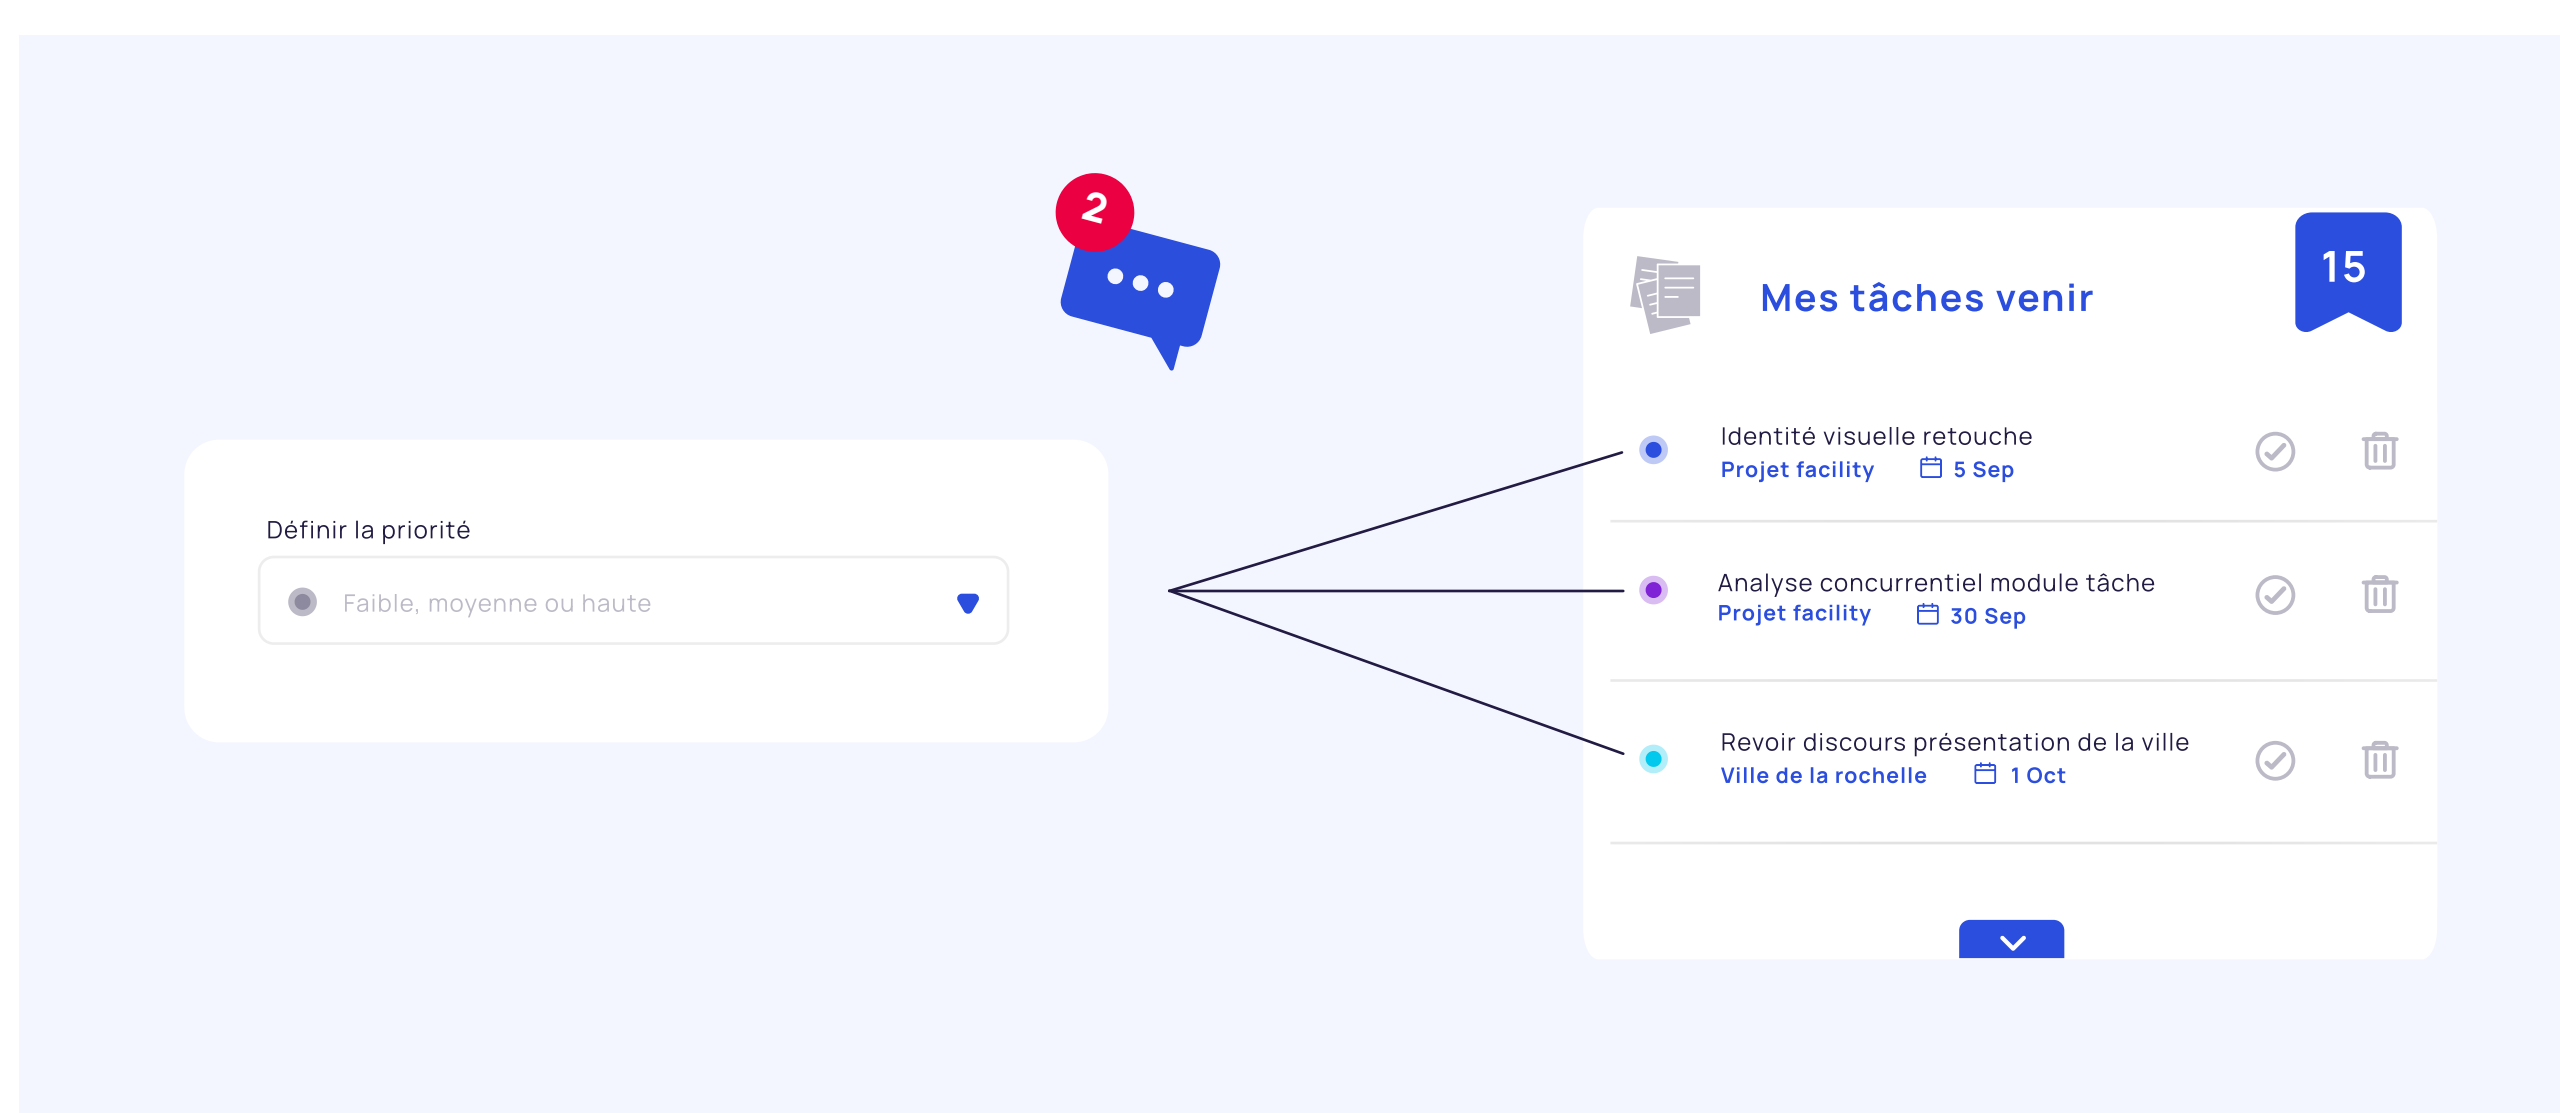 2
Définir la priorité
Faible, moyenne ou haute
15
Mes tâches venir
Identité visuelle retouche
Projet facility 5 Sep
Analyse concurrentiel module tâche
Projet facility 30 Sep
Revoir discours présentation de la ville
Ville de la rochelle 1 Oct